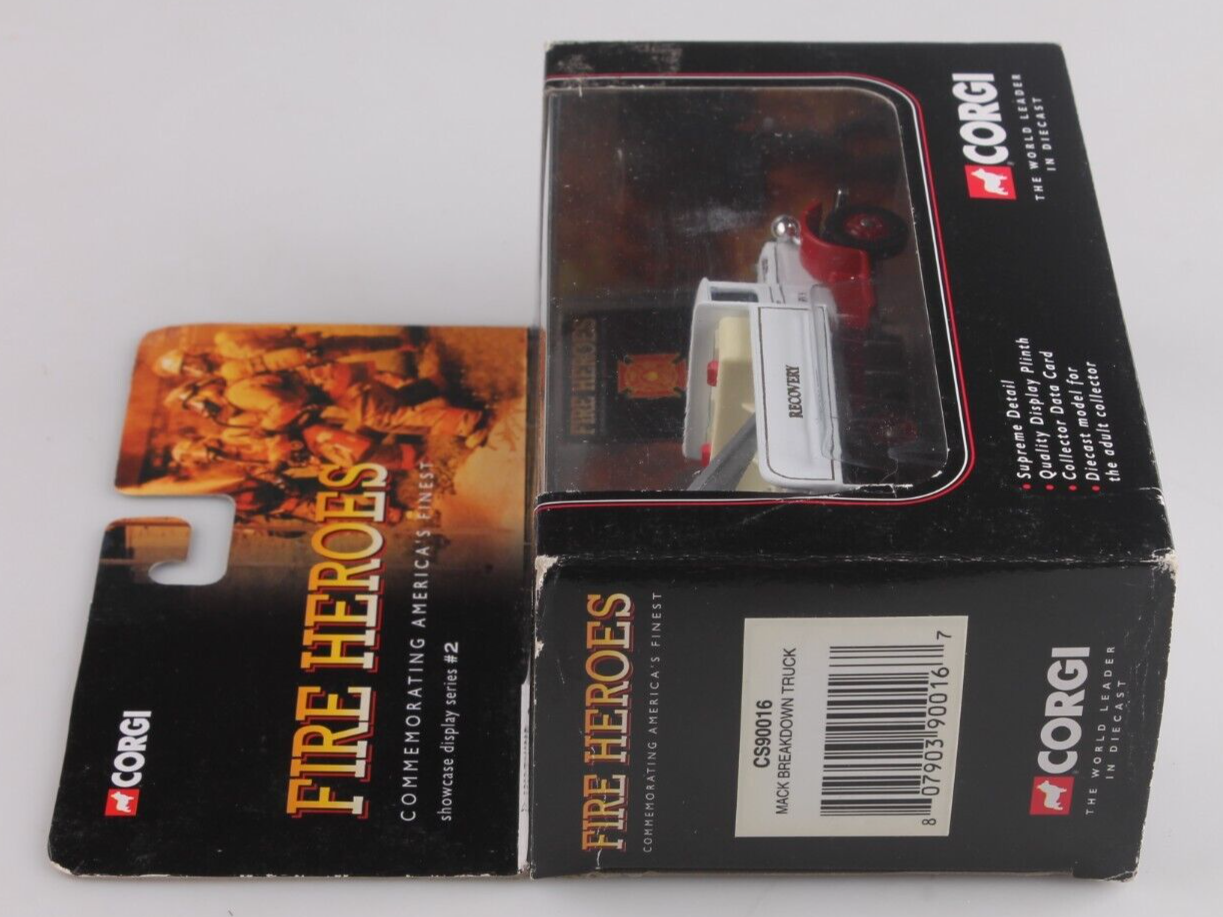 CORGI
FIRE HEROES
COMMEMORATING AMERICA'S FINEST
showcase display series #2
FIRE HEROES
RECOVERY
CORGI
THE WORLD LEADER
IN DIECAST
• Supreme Detail
• Quality Display Plinth
• Collector Data Card
• Diecast model for
the adult collector
FIRE HEROES
COMMEMORATING AMERICA'S FINEST
CS90016
MACK BREAKDOWN TRUCK
8 07903 90016 7
CORGI
THE WORLD LEADER
IN DIECAST